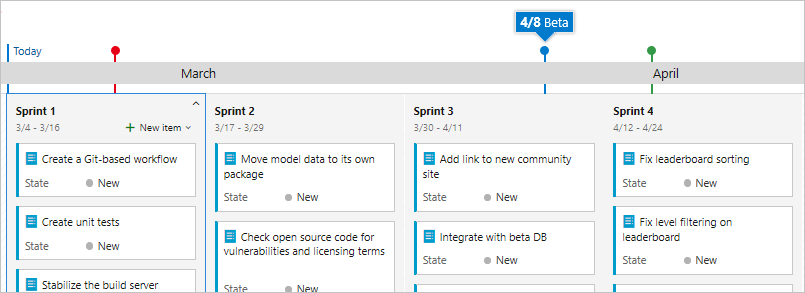 4/8 Beta
Today
March
April
Sprint 1
3/4 - 3/16
New item
Create a Git-based workflow
State New
Create unit tests
State New
Stabilize the build server
Sprint 2
3/17 - 3/29
Move model data to its own
package
State New
Check open source code for
vulnerabilities and licensing terms
State New
Sprint 3
3/30 - 4/11
Add link to new community
site
State New
Integrate with beta DB
State New
Sprint 4
4/12 - 4/24
Fix leaderboard sorting
State New
Fix level filtering on
leaderboard
State New